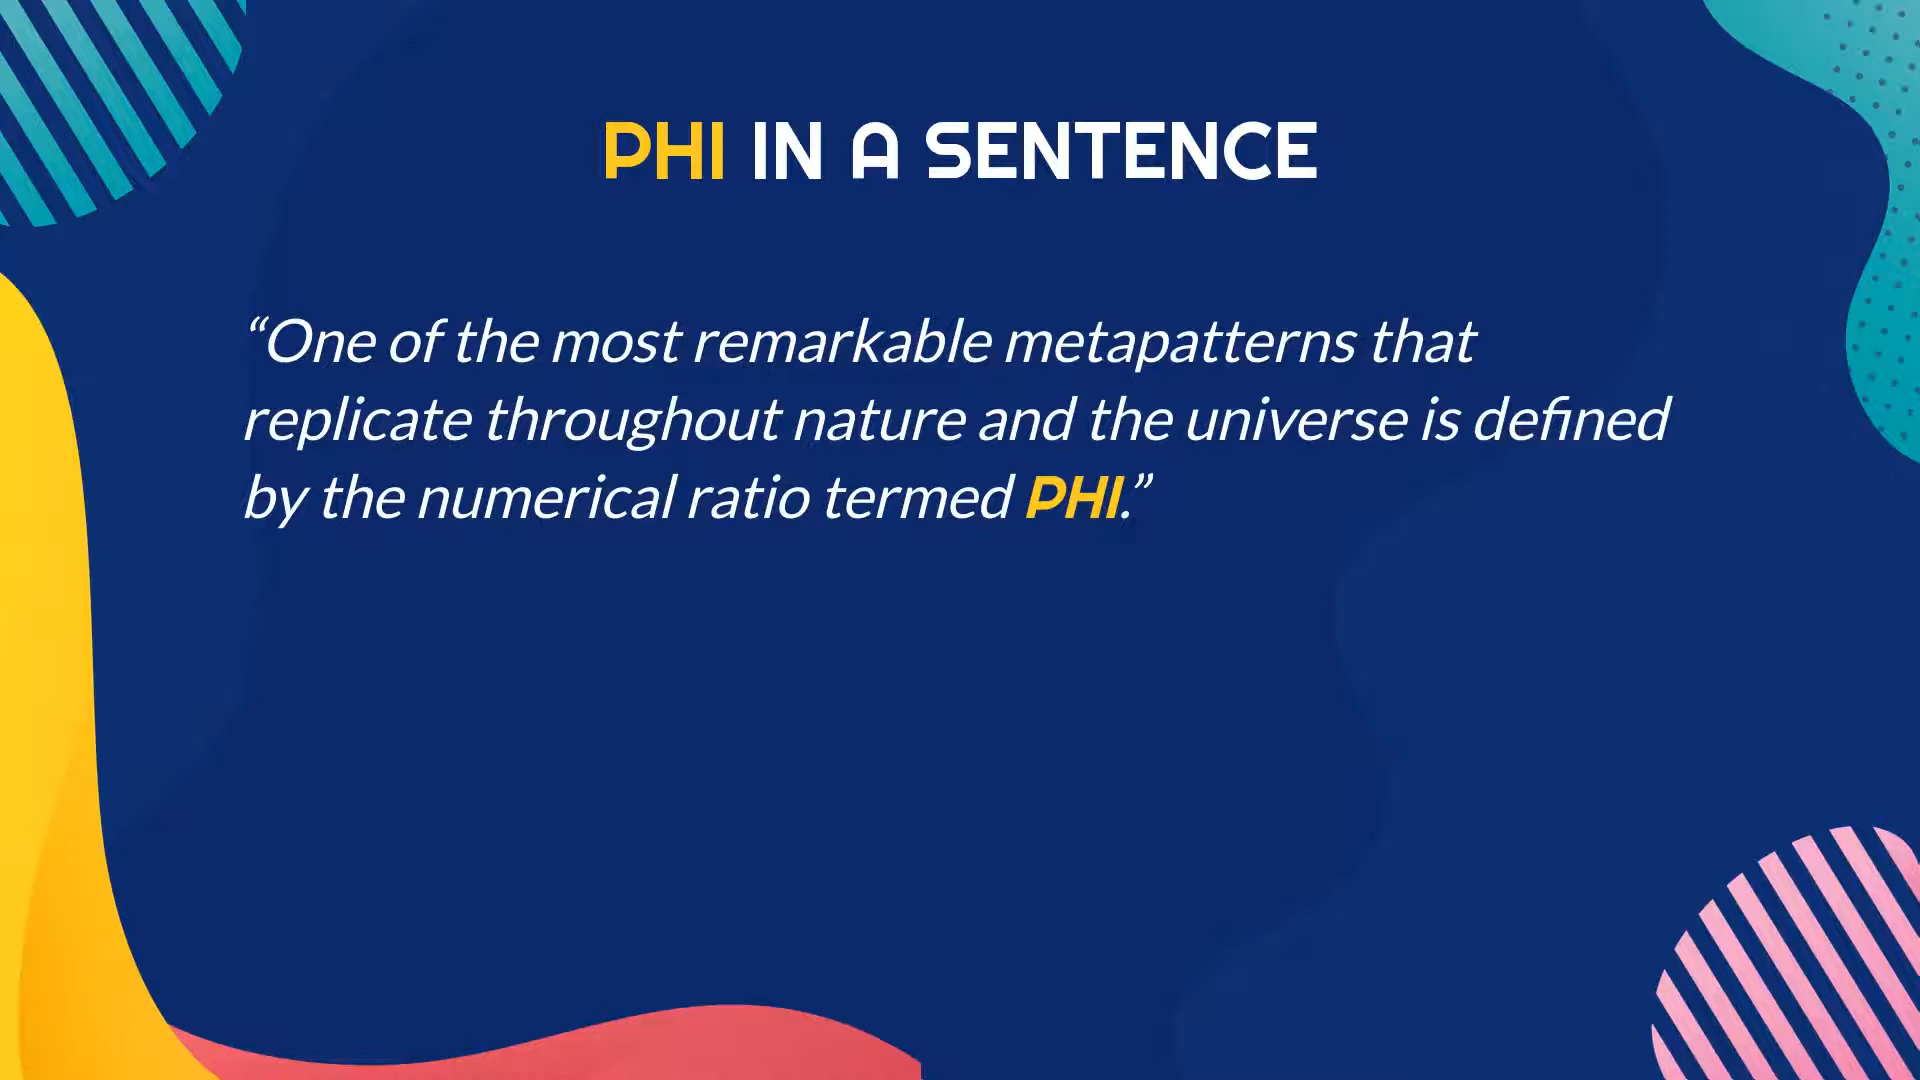 PHI IN A SENTENCE
“One of the most remarkable metapatterns that
replicate throughout nature and the universe is defined
by the numerical ratio termed PHI.”